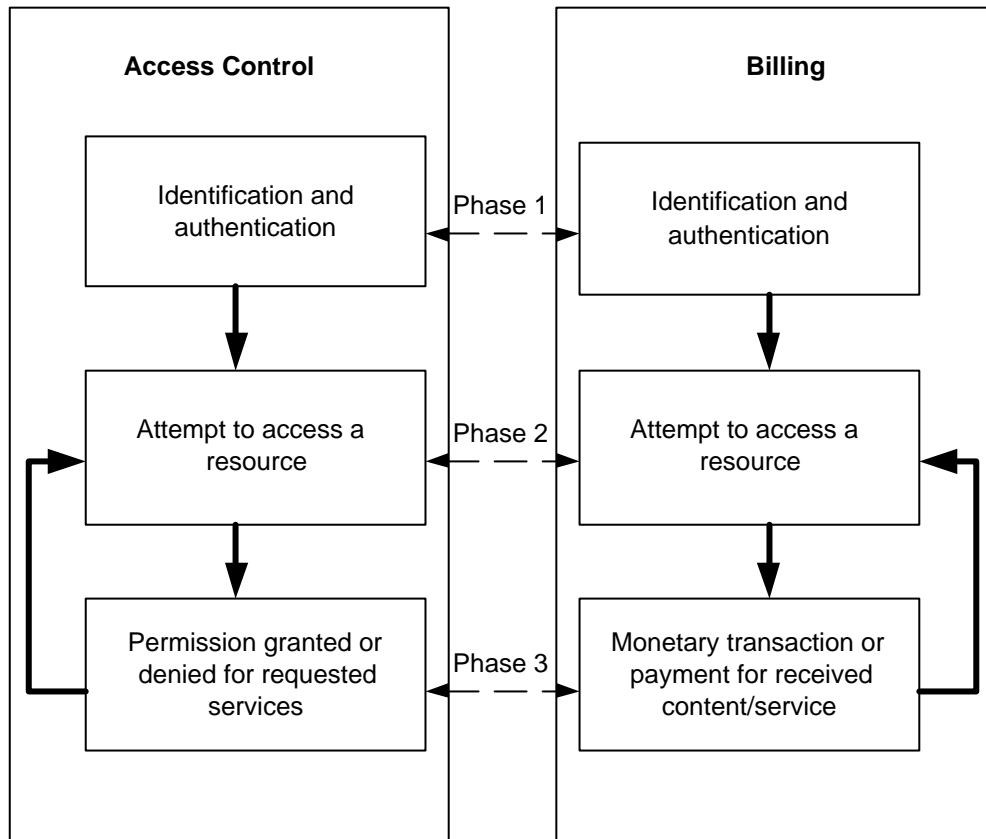 Access Control
Billing
Identification and
authentication
Phase 1
Identification and
authentication
Attempt to access a
resource
Phase 2
Attempt to access a
resource
Permission granted or
denied for requested
services
Phase 3
Monetary transaction or
payment for received
content/service